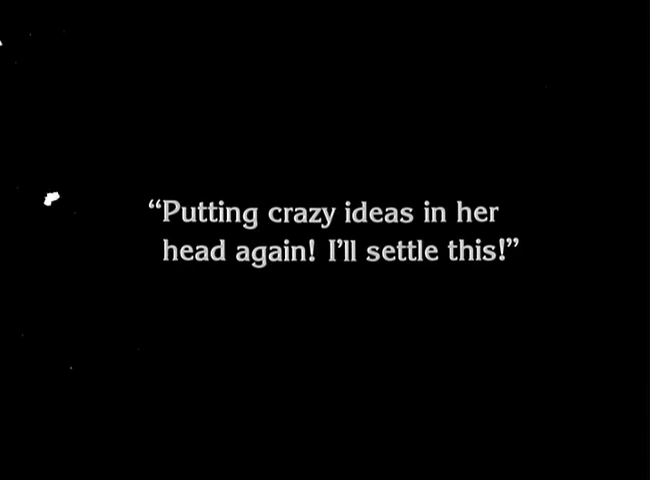 “Putting crazy ideas in her
head again! I’ll settle this!”